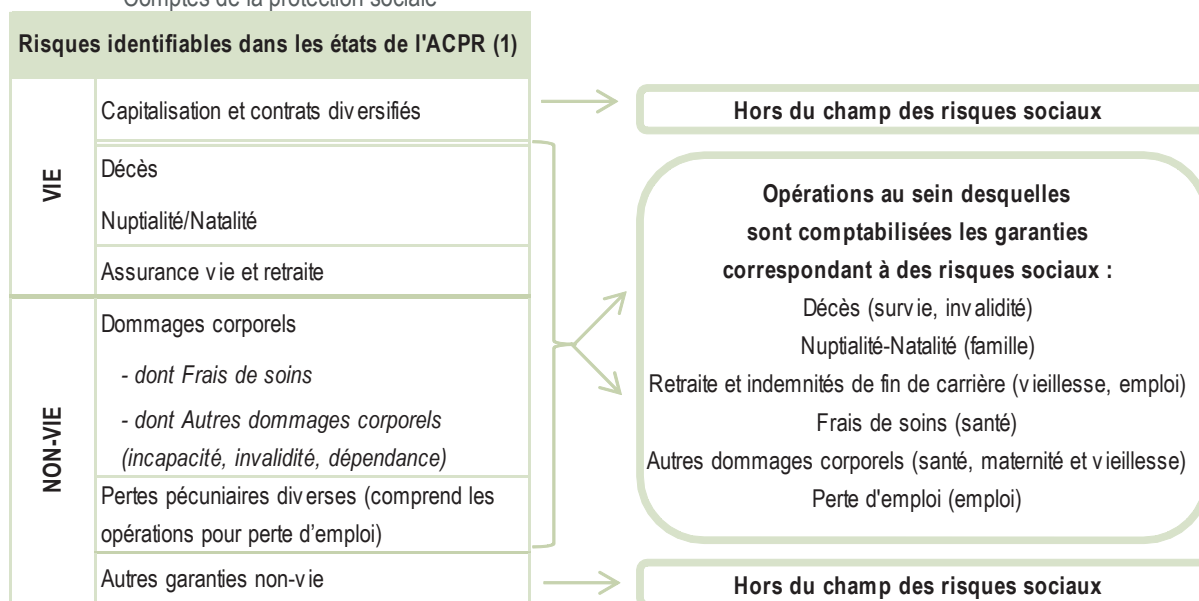 Comptes de la protection sociale
Risques identifiables dans les états de l'ACPR (1)
VIE
Capitalisation et contrats diversifiés
Décès
Nuptialité/Natalité
Assurance vie et retraite
NON-VIE
Dommages corporels
- dont Frais de soins
- dont Autres dommages corporels
(incapacité, invalidité, dépendance)
Pertes pécuniaires diverses (comprend les
opérations pour perte d'emploi)
Autres garanties non-vie
Hors du champ des risques sociaux
Opérations au sein desquelles
sont comptabilisées les garanties
correspondant à des risques sociaux :
Décès (survie, invalidité)
Nuptialité-Natalité (famille)
Retraite et indemnités de fin de carrière (vieillesse, emploi)
Frais de soins (santé)
Autres dommages corporels (santé, maternité et vieillesse)
Perte d'emploi (emploi)
Hors du champ des risques sociaux